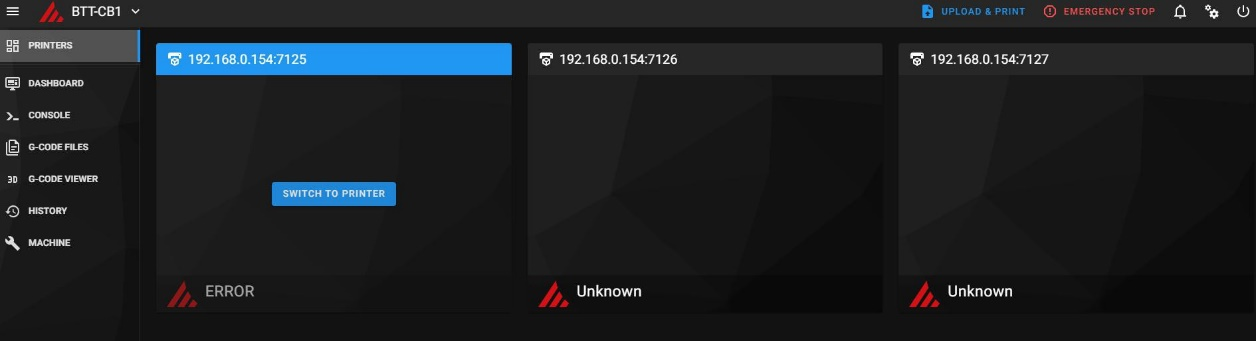 BTT-CB1
UPLOAD & PRINT
EMERGENCY STOP
PRINTERS
DASHBOARD
CONSOLE
G-CODE FILES
3D G-CODE VIEWER
HISTORY
MACHINE
192.168.0.154:7125
SWITCH TO PRINTER
ERROR
192.168.0.154:7126
Unknown
192.168.0.154:7127
Unknown